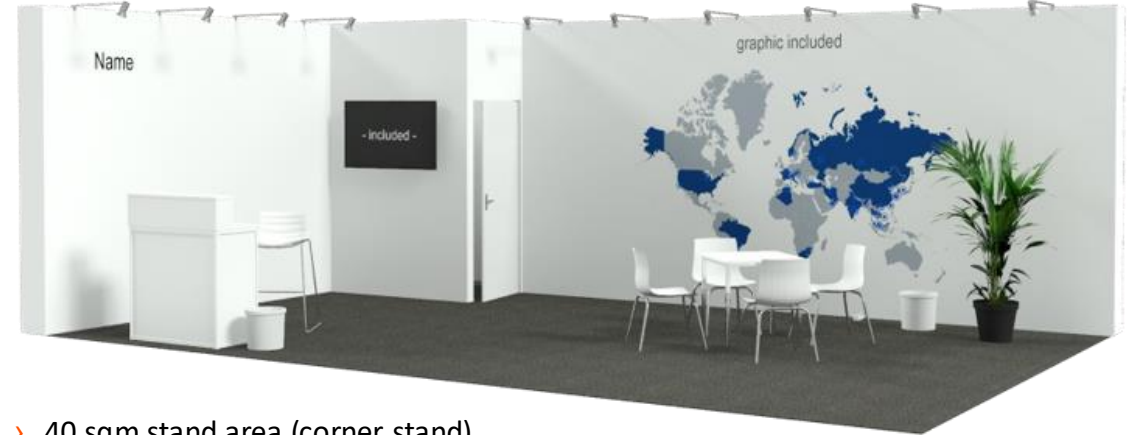 Name
graphic included
- included -
› 40 sqm stand area (corner stand)